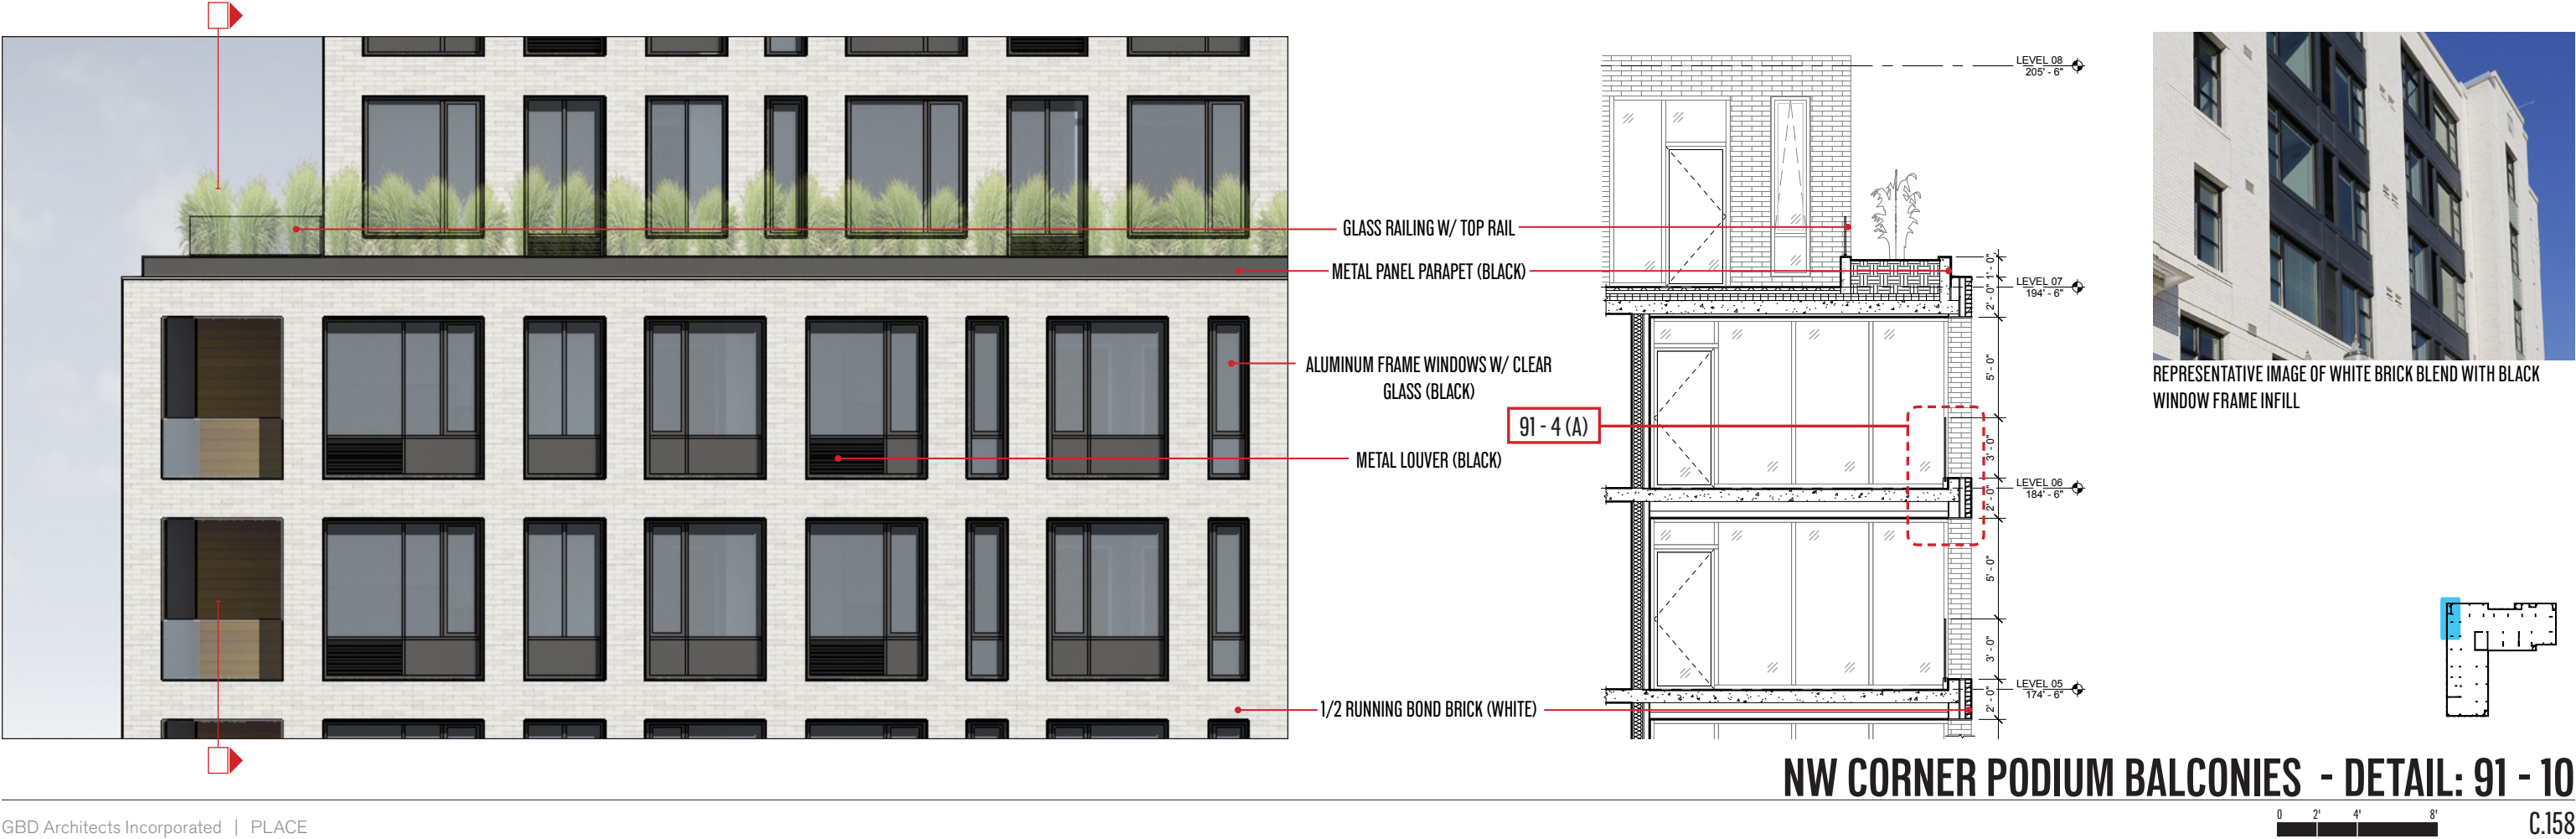 LEVEL 08
205' - 6"
GLASS RAILING W/ TOP RAIL
METAL PANEL PARAPET (BLACK)
1' - 0"
LEVEL 07
194' - 6"
2' - 0"
ALUMINUM FRAME WINDOWS W/ CLEAR
GLASS (BLACK)
5' - 0"
REPRESENTATIVE IMAGE OF WHITE BRICK BLEND WITH BLACK
WINDOW FRAME INFILL
91 - 4 (A)
METAL LOUVER (BLACK)
3' - 0"
LEVEL 06
184' - 6"
2' - 0"
5' - 0"
3' - 0"
LEVEL 05
174' - 6"
2' - 0"
1/2 RUNNING BOND BRICK (WHITE)
NW CORNER PODIUM BALCONIES - DETAIL: 91 - 10
0 2' 4' 8'
C.158
GBD Architects Incorporated | PLACE